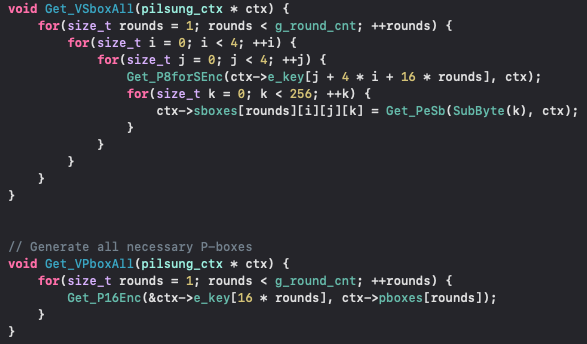 void Get_VSboxAll(pilsung_ctx * ctx) {
    for(size_t rounds = 1; rounds < g_round_cnt; ++rounds) {
        for(size_t i = 0; i < 4; ++i) {
            for(size_t j = 0; j < 4; ++j) {
                Get_P8forSEnc(ctx->e_key[j + 4 * i + 16 * rounds], ctx);
                for(size_t k = 0; k < 256; ++k) {
                    ctx->sboxes[rounds][i][j][k] = Get_PeSb(SubByte(k), ctx);
                }
            }
        }
    }
}
// Generate all necessary P-boxes
void Get_VPboxAll(pilsung_ctx * ctx) {
    for(size_t rounds = 1; rounds < g_round_cnt; ++rounds) {
        Get_P16Enc(&ctx->e_key[16 * rounds], ctx->pboxes[rounds]);
    }
}